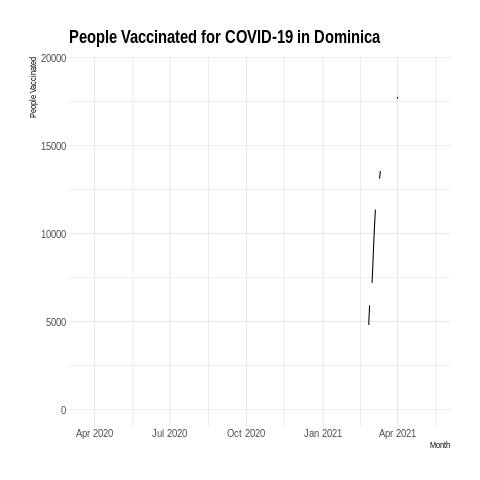 People Vaccinated for COVID-19 in Dominica
People Vaccinated
20000
15000
10000
5000
0
Apr 2020 Jul 2020 Oct 2020 Jan 2021 Apr 2021
Month